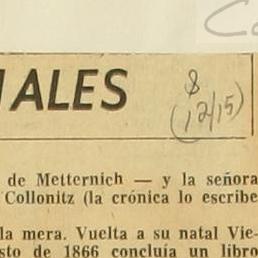 IALES
8
(12/15)
de Metternich — y la señora
Collonitz (la crónica lo escribe
la mera. Vuelta a su natal Vie-
sto de 1866 concluía un libro